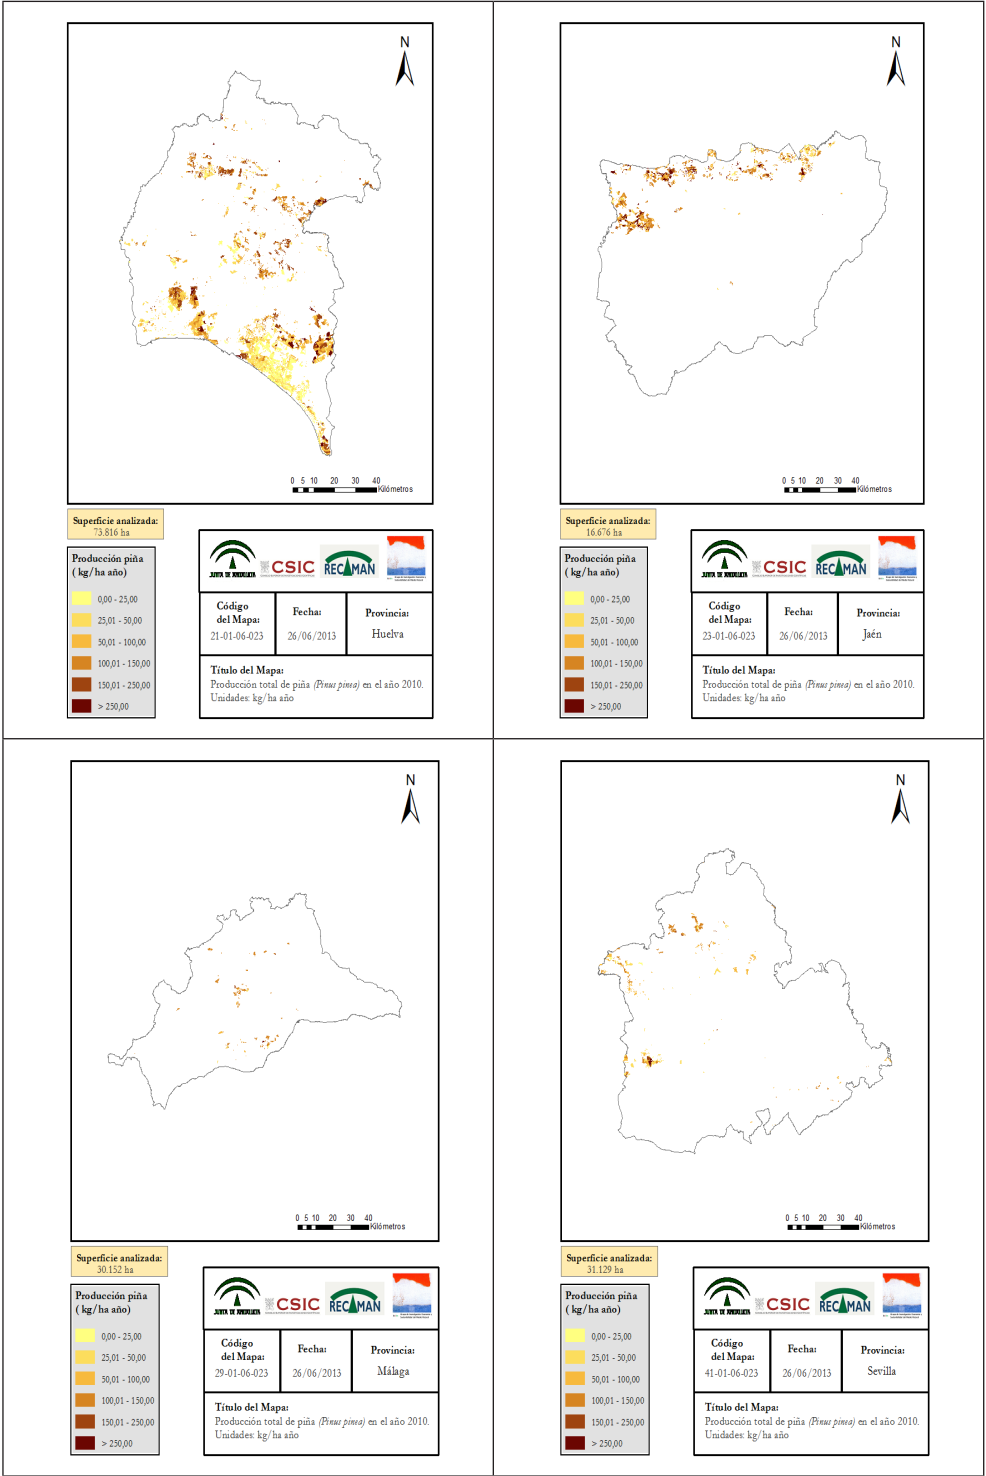 N
0 5 10 20 30 40
Kilómetros
Superficie analizada:
73.816 ha
Producción piña
( kg/ha año)
0,00 - 25,00
25,01 - 50,00
50,01 - 100,00
100,01 - 150,00
150,01 - 250,00
> 250,00
JUNTA DE ANDALUCIA
CSIC
RECAMAN
Código
del Mapa:
21-01-06-023
Fecha:
26/06/2013
Provincia:
Huelva
Título del Mapa:
Producción total de piña (Pinus pinea) en el año 2010.
Unidades: kg/ha año
N
0 5 10 20 30 40
Kilómetros
Superficie analizada:
16.676 ha
Producción piña
( kg/ha año)
0,00 - 25,00
25,01 - 50,00
50,01 - 100,00
100,01 - 150,00
150,01 - 250,00
> 250,00
JUNTA DE ANDALUCIA
CSIC
RECAMAN
Código
del Mapa:
23-01-06-023
Fecha:
26/06/2013
Provincia:
Jaén
Título del Mapa:
Producción total de piña (Pinus pinea) en el año 2010.
Unidades: kg/ha año
N
0 5 10 20 30 40
Kilómetros
Superficie analizada:
30.152 ha
Producción piña
( kg/ha año)
0,00 - 25,00
25,01 - 50,00
50,01 - 100,00
100,01 - 150,00
150,01 - 250,00
> 250,00
JUNTA DE ANDALUCIA
CSIC
RECAMAN
Código
del Mapa:
29-01-06-023
Fecha:
26/06/2013
Provincia:
Málaga
Título del Mapa:
Producción total de piña (Pinus pinea) en el año 2010.
Unidades: kg/ha año
N
0 5 10 20 30 40
Kilómetros
Superficie analizada:
31.129 ha
Producción piña
( kg/ha año)
0,00 - 25,00
25,01 - 50,00
50,01 - 100,00
100,01 - 150,00
150,01 - 250,00
> 250,00
JUNTA DE ANDALUCIA
CSIC
RECAMAN
Código
del Mapa:
41-01-06-023
Fecha:
26/06/2013
Provincia:
Sevilla
Título del Mapa:
Producción total de piña (Pinus pinea) en el año 2010.
Unidades: kg/ha año